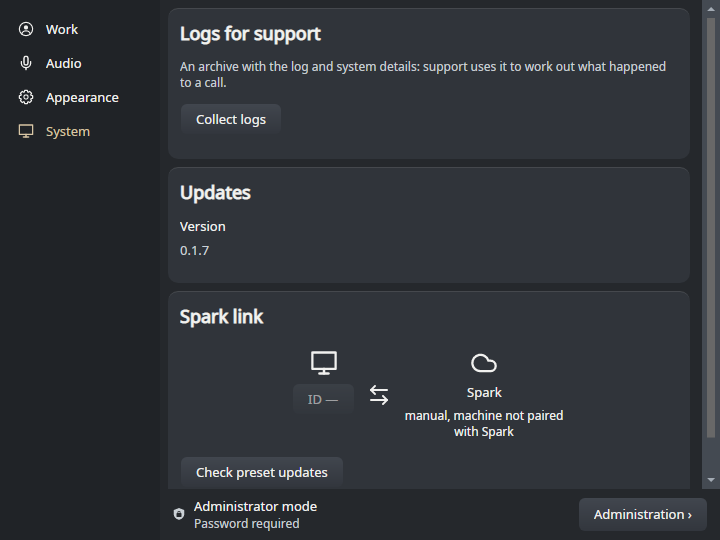 Work
Audio
Appearance
System
Logs for support
An archive with the log and system details: support uses it to work out what happened
to a call.
Collect logs
Updates
Version
0.1.7
Spark link
ID —
Spark
manual, machine not paired
with Spark
Check preset updates
Administrator mode
Password required
Administration ›